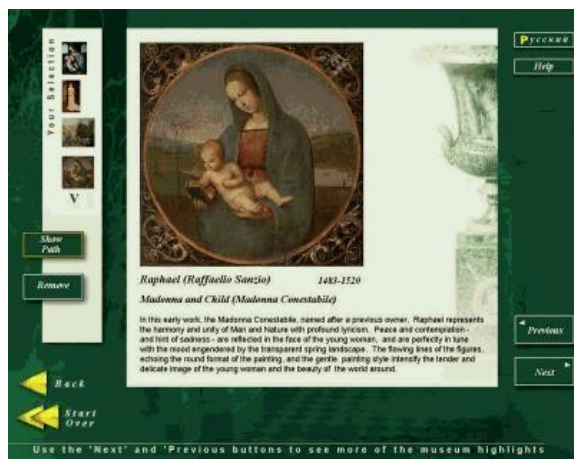 Your Selection
V
Show
Path
Remove
Back
Start
Over
Raphael (Raffaello Sanzio) 1483-1520
Madonna and Child (Madonna Conestabile)
In this early work, the Madonna Conestabile, named after a previous owner, Raphael represents
the harmony and unity of Man and Nature with profound lyricism. Peace and contemplation -
and hint of sadness - are reflected in the face of the young woman, and are perfectly in tune
with the mood engendered by the transparent spring landscape. The flowing lines of the figures,
echoing the round format of the painting, and the gentle painting style intensify the tender and
delicate image of the young woman and the beauty of the world around.
Русский
Help
Previous
Next
Use the 'Next' and 'Previous buttons to see more of the museum highlights